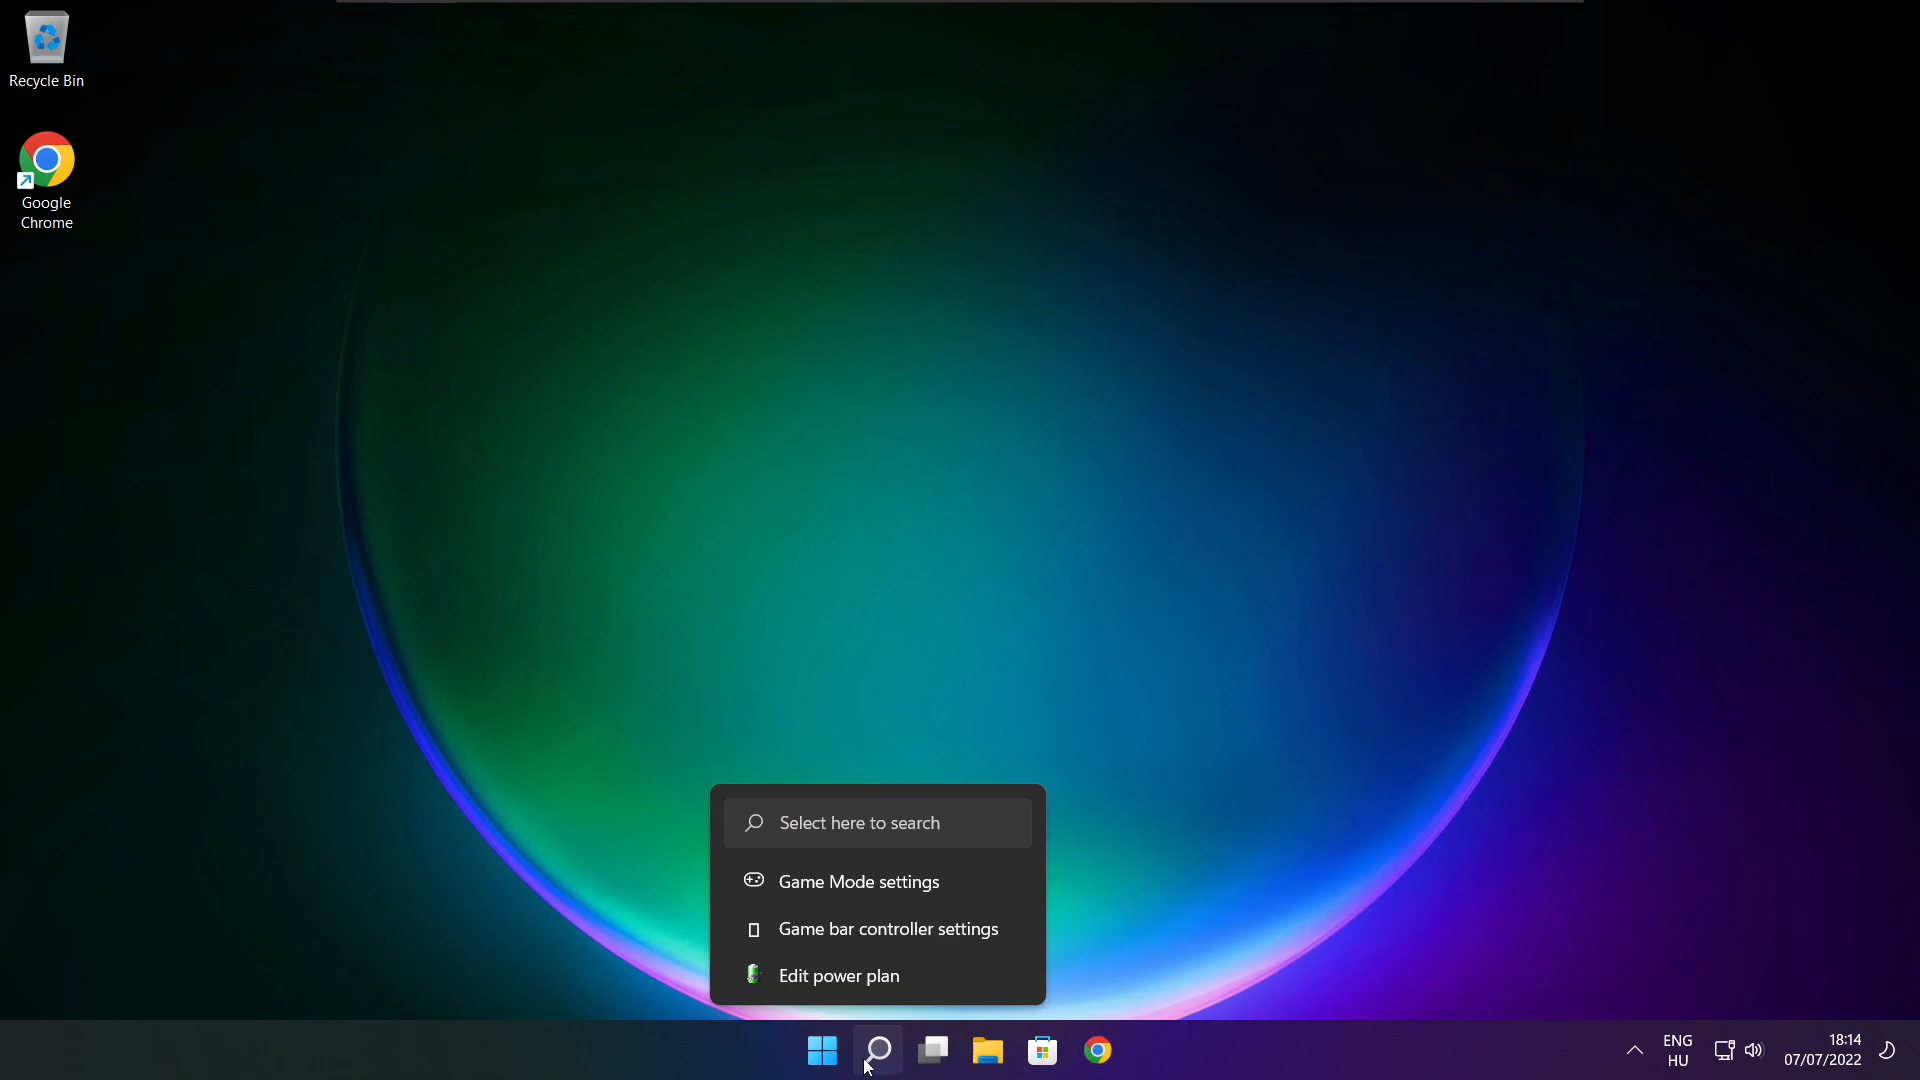 Recycle Bin
Google
Chrome
Select here to search
Game Mode settings
Game bar controller settings
Edit power plan
ENG
HU
18:14
07/07/2022